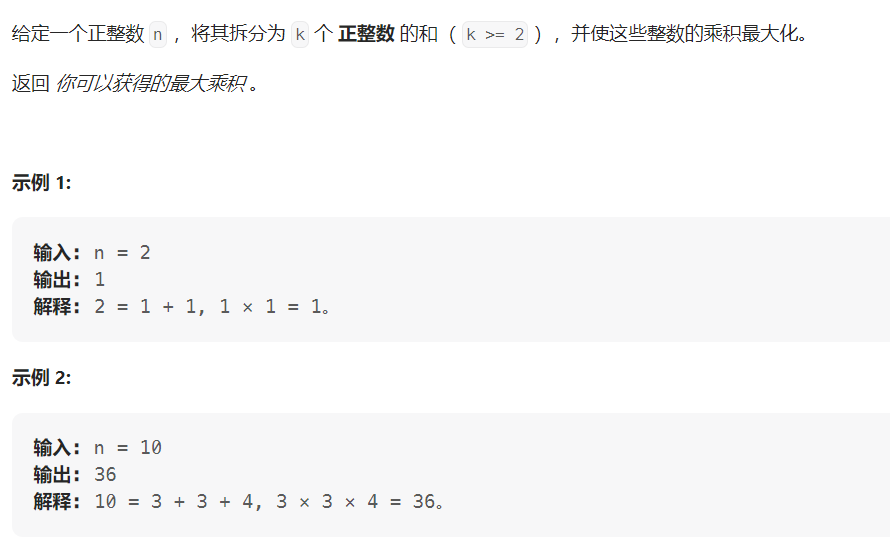 给定一个正整数 n ，将其拆分为 k 个 正整数 的和（ k >= 2 ），并使这些整数的乘积最大化。
返回 你可以获得的最大乘积 。
示例 1:
输入: n = 2
输出: 1
解释: 2 = 1 + 1, 1 × 1 = 1。
示例 2:
输入: n = 10
输出: 36
解释: 10 = 3 + 3 + 4, 3 × 3 × 4 = 36。